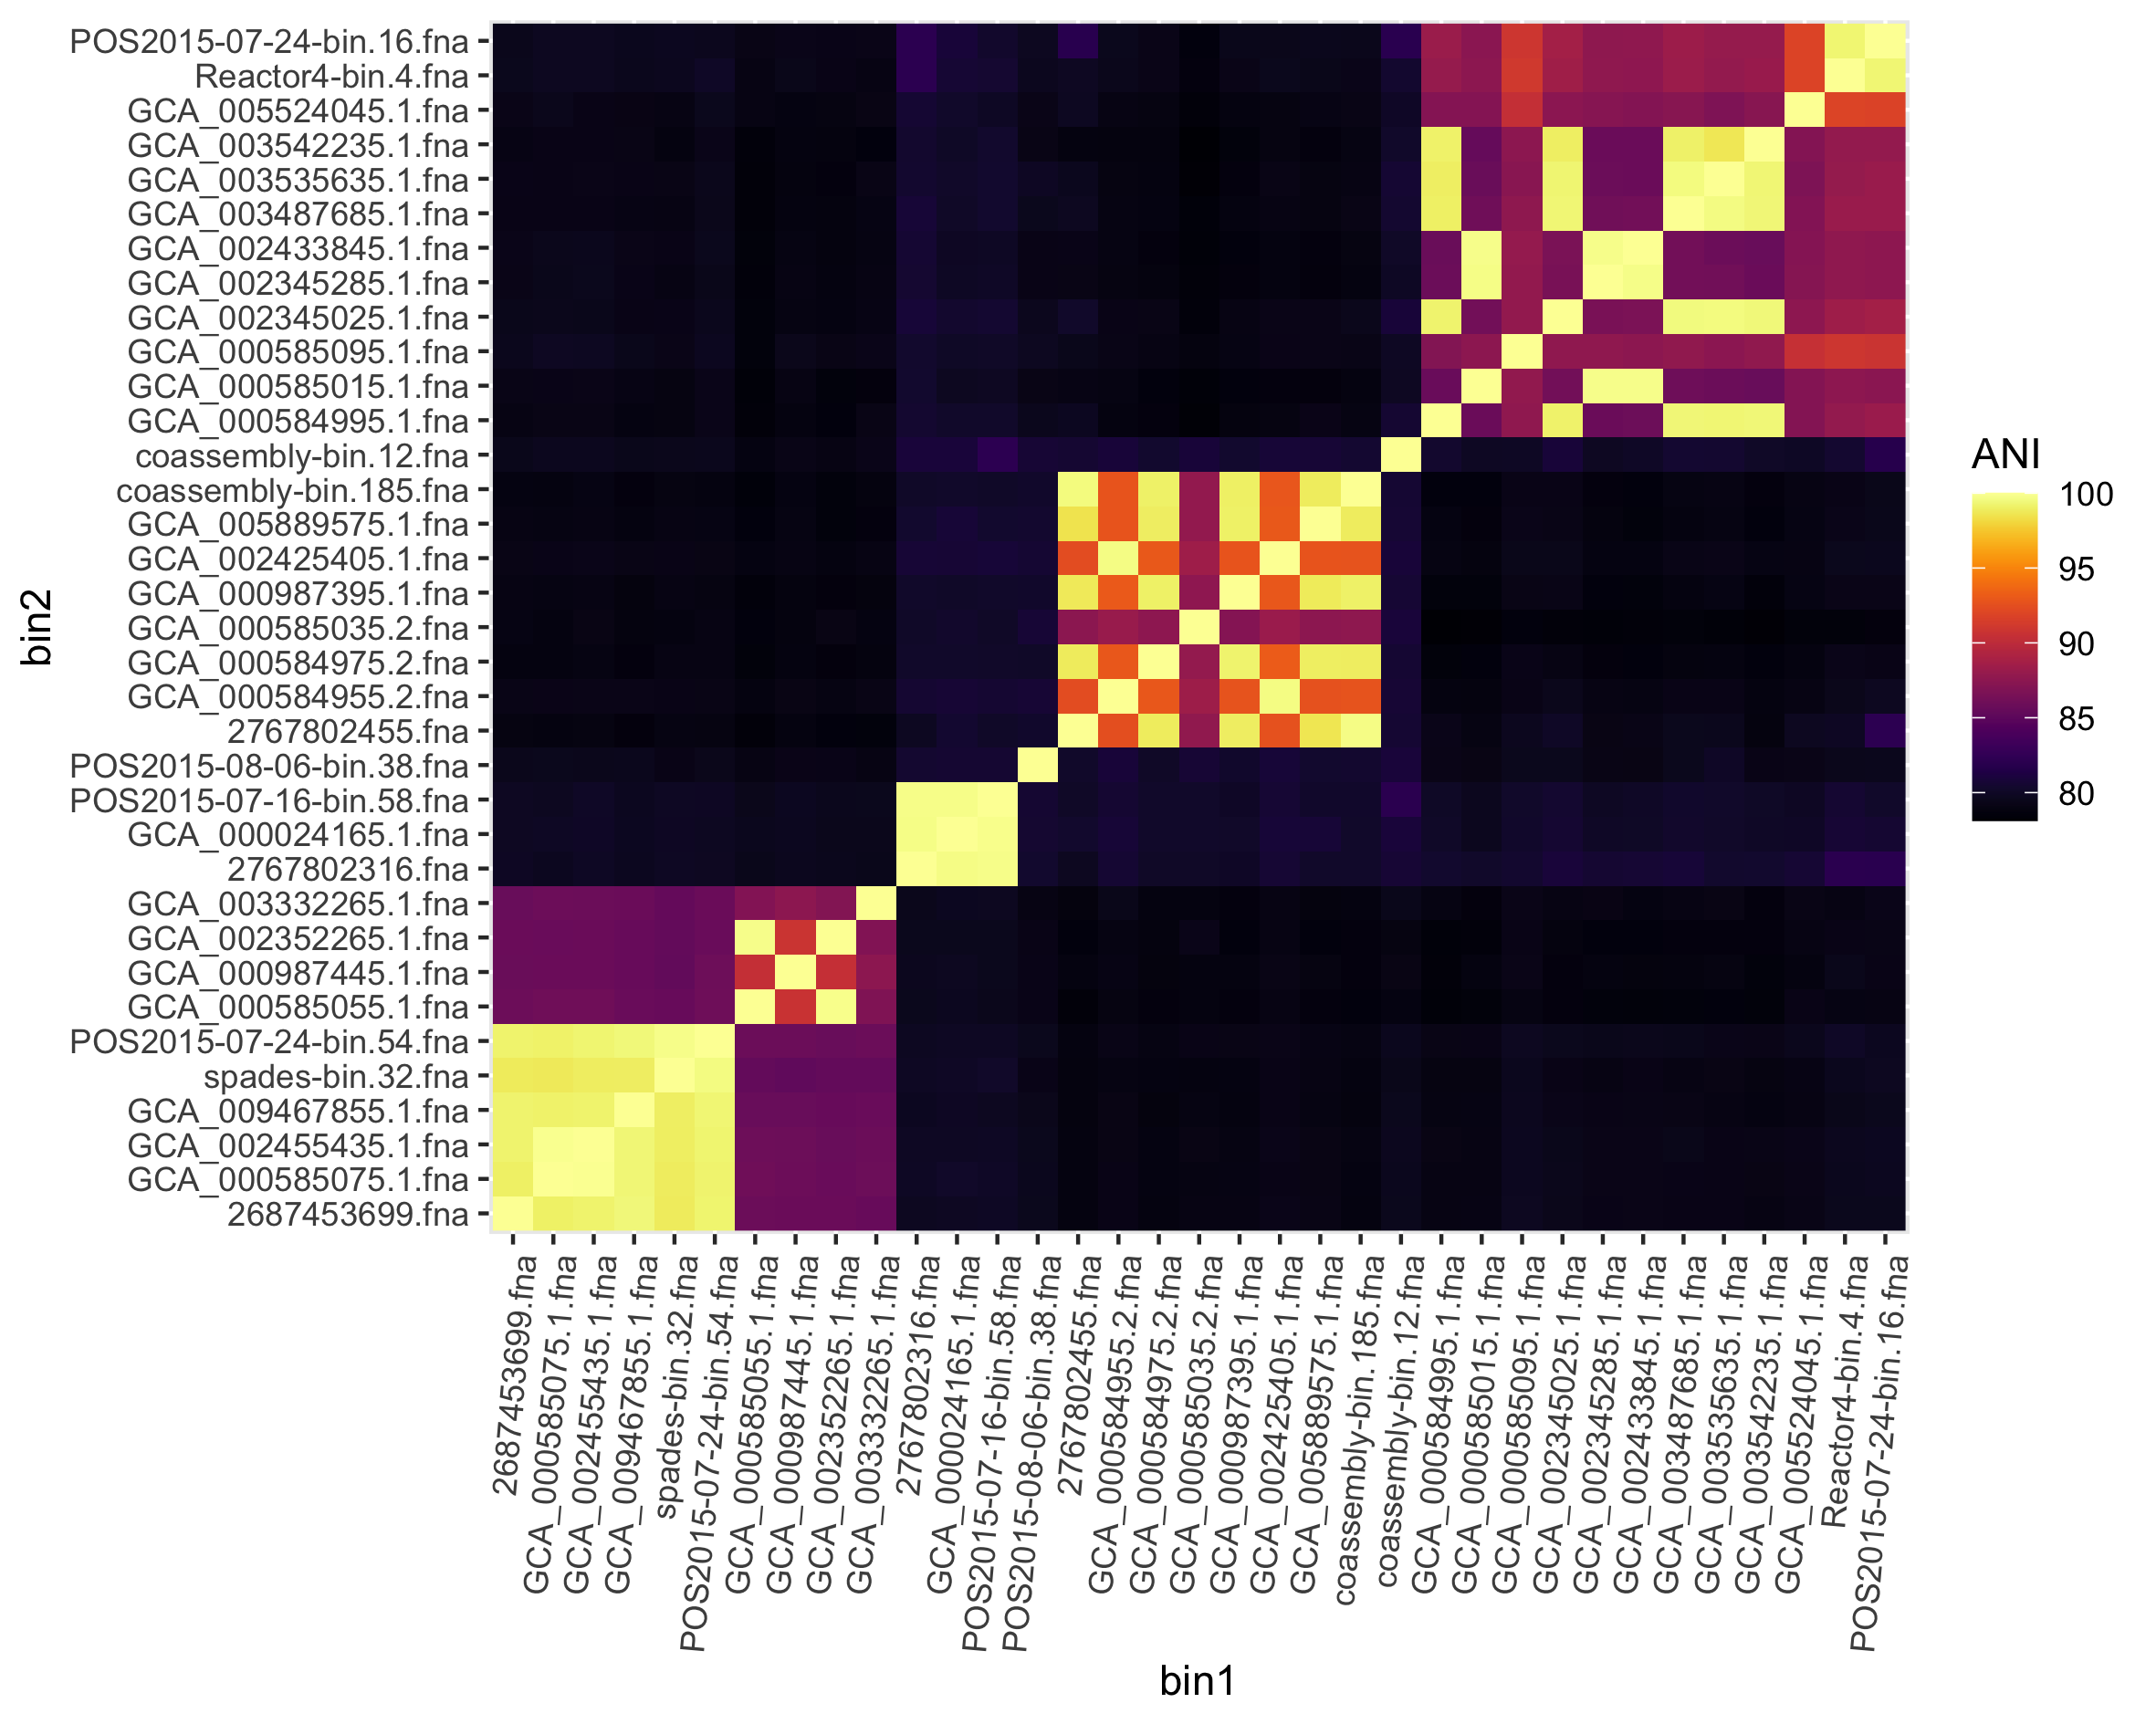 POS2015-07-24-bin.16.fna
Reactor4-bin.4.fna
GCA_005524045.1.fna
GCA_003542235.1.fna
GCA_003535635.1.fna
GCA_003487685.1.fna
GCA_002433845.1.fna
GCA_002345285.1.fna
GCA_002345025.1.fna
GCA_000585095.1.fna
GCA_000585015.1.fna
GCA_000584995.1.fna
coassembly-bin.12.fna
coassembly-bin.185.fna
GCA_005889575.1.fna
GCA_002425405.1.fna
GCA_000987395.1.fna
GCA_000585035.2.fna
GCA_000584975.2.fna
GCA_000584955.2.fna
2767802455.fna
POS2015-08-06-bin.38.fna
POS2015-07-16-bin.58.fna
GCA_000024165.1.fna
2767802316.fna
GCA_003332265.1.fna
GCA_002352265.1.fna
GCA_000987445.1.fna
GCA_000585055.1.fna
POS2015-07-24-bin.54.fna
spades-bin.32.fna
GCA_009467855.1.fna
GCA_002455435.1.fna
GCA_000585075.1.fna
2687453699.fna
bin2
2687453699.fna
GCA_000585075.1.fna
GCA_002455435.1.fna
GCA_009467855.1.fna
spades-bin.32.fna
POS2015-07-24-bin.54.fna
GCA_000585055.1.fna
GCA_000987445.1.fna
GCA_002352265.1.fna
GCA_003332265.1.fna
2767802316.fna
GCA_000024165.1.fna
POS2015-07-16-bin.58.fna
POS2015-08-06-bin.38.fna
2767802455.fna
GCA_000584955.2.fna
GCA_000584975.2.fna
GCA_000585035.2.fna
GCA_000987395.1.fna
GCA_002425405.1.fna
GCA_005889575.1.fna
coassembly-bin.185.fna
coassembly-bin.12.fna
GCA_000584995.1.fna
GCA_000585015.1.fna
GCA_000585095.1.fna
GCA_002345025.1.fna
GCA_002345285.1.fna
GCA_002433845.1.fna
GCA_003487685.1.fna
GCA_003535635.1.fna
GCA_003542235.1.fna
GCA_005524045.1.fna
Reactor4-bin.4.fna
POS2015-07-24-bin.16.fna
bin1
ANI
100
95
90
85
80